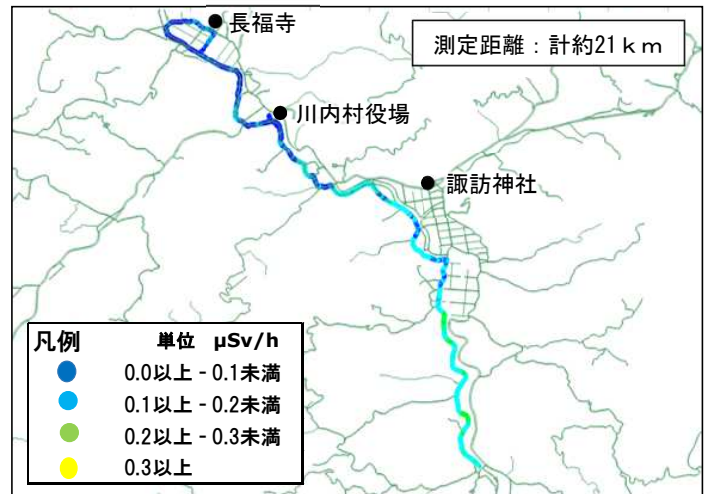 長福寺
測定距離：計約21ｋｍ
川内村役場
諏訪神社
凡例 単位 μSv/h
0.0以上 - 0.1未満
0.1以上 - 0.2未満
0.2以上 - 0.3未満
0.3以上